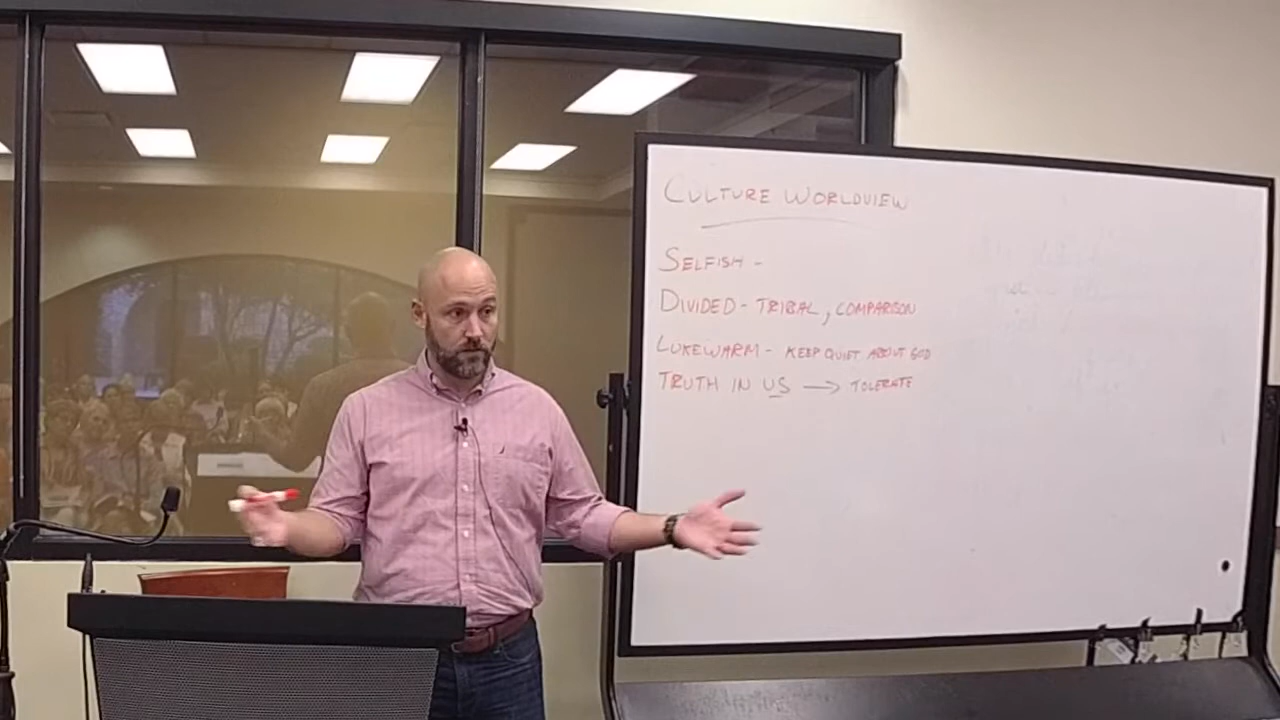 CULTURE WORLDVIEW
SELFISH -
DIVIDED - TRIBAL, COMPARISON
LUKEWARM - KEEP QUIET ABOUT GOD
TRUTH IN US → TOLERATE